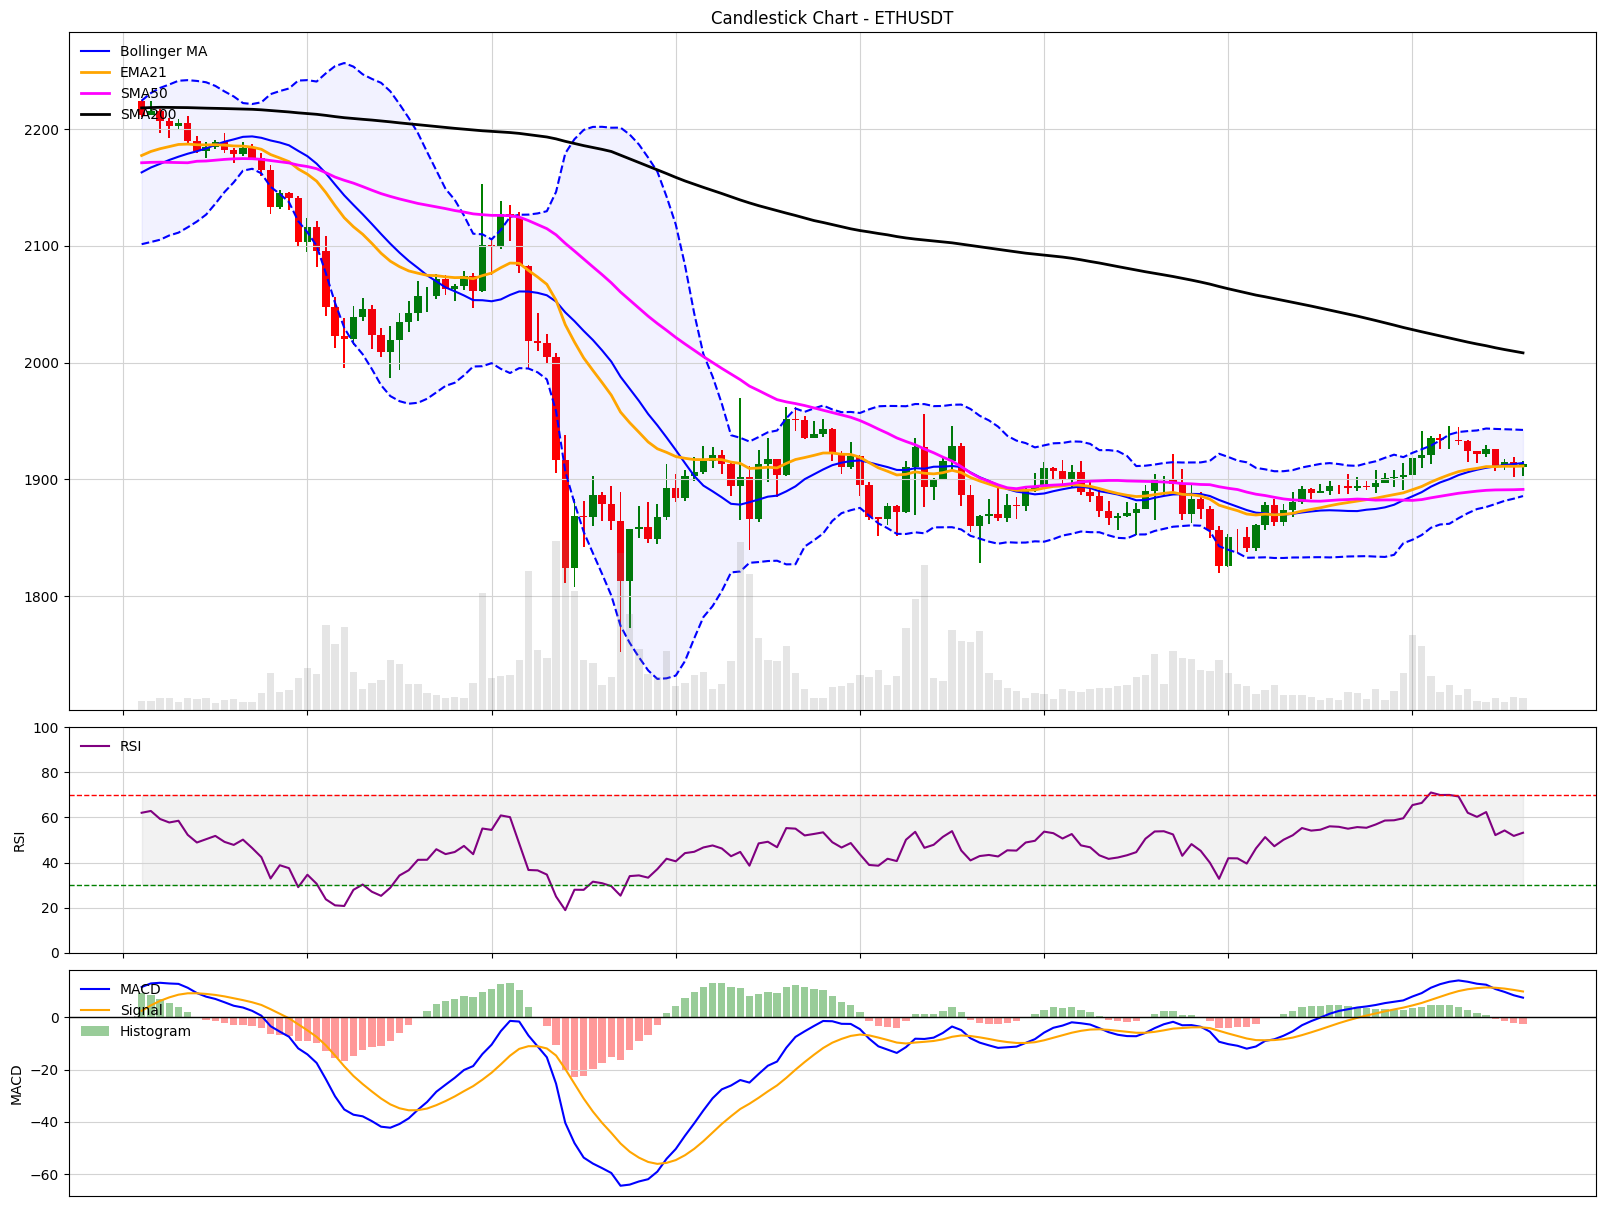 Candlestick Chart - ETHUSDT
Bollinger MA
EMA21
SMA50
SMA200
2200
2100
2000
1900
1800
RSI
100
80
60
40
20
0
RSI
MACD
Signal
Histogram
0
−20
−40
−60
MACD